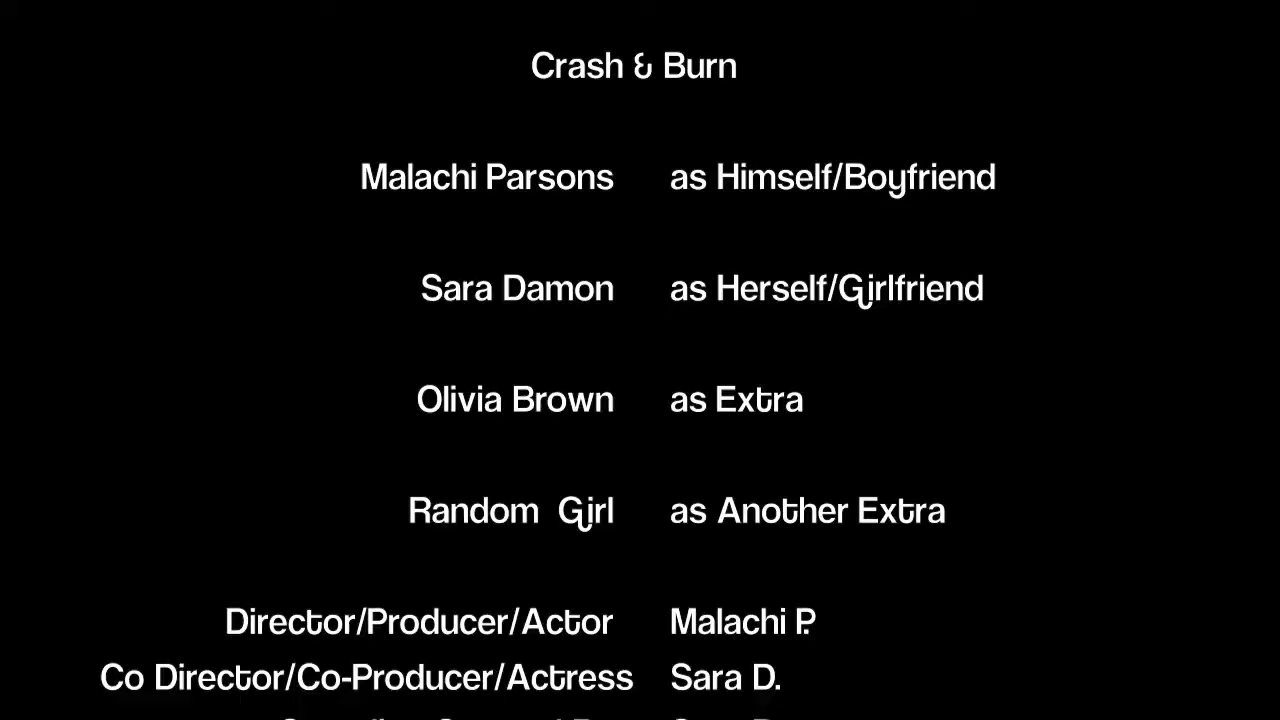 Crash & Burn
Malachi Parsons as Himself/Boyfriend
Sara Damon as Herself/Girlfriend
Olivia Brown as Extra
Random Girl as Another Extra
Director/Producer/Actor Malachi P.
Co Director/Co-Producer/Actress Sara D.